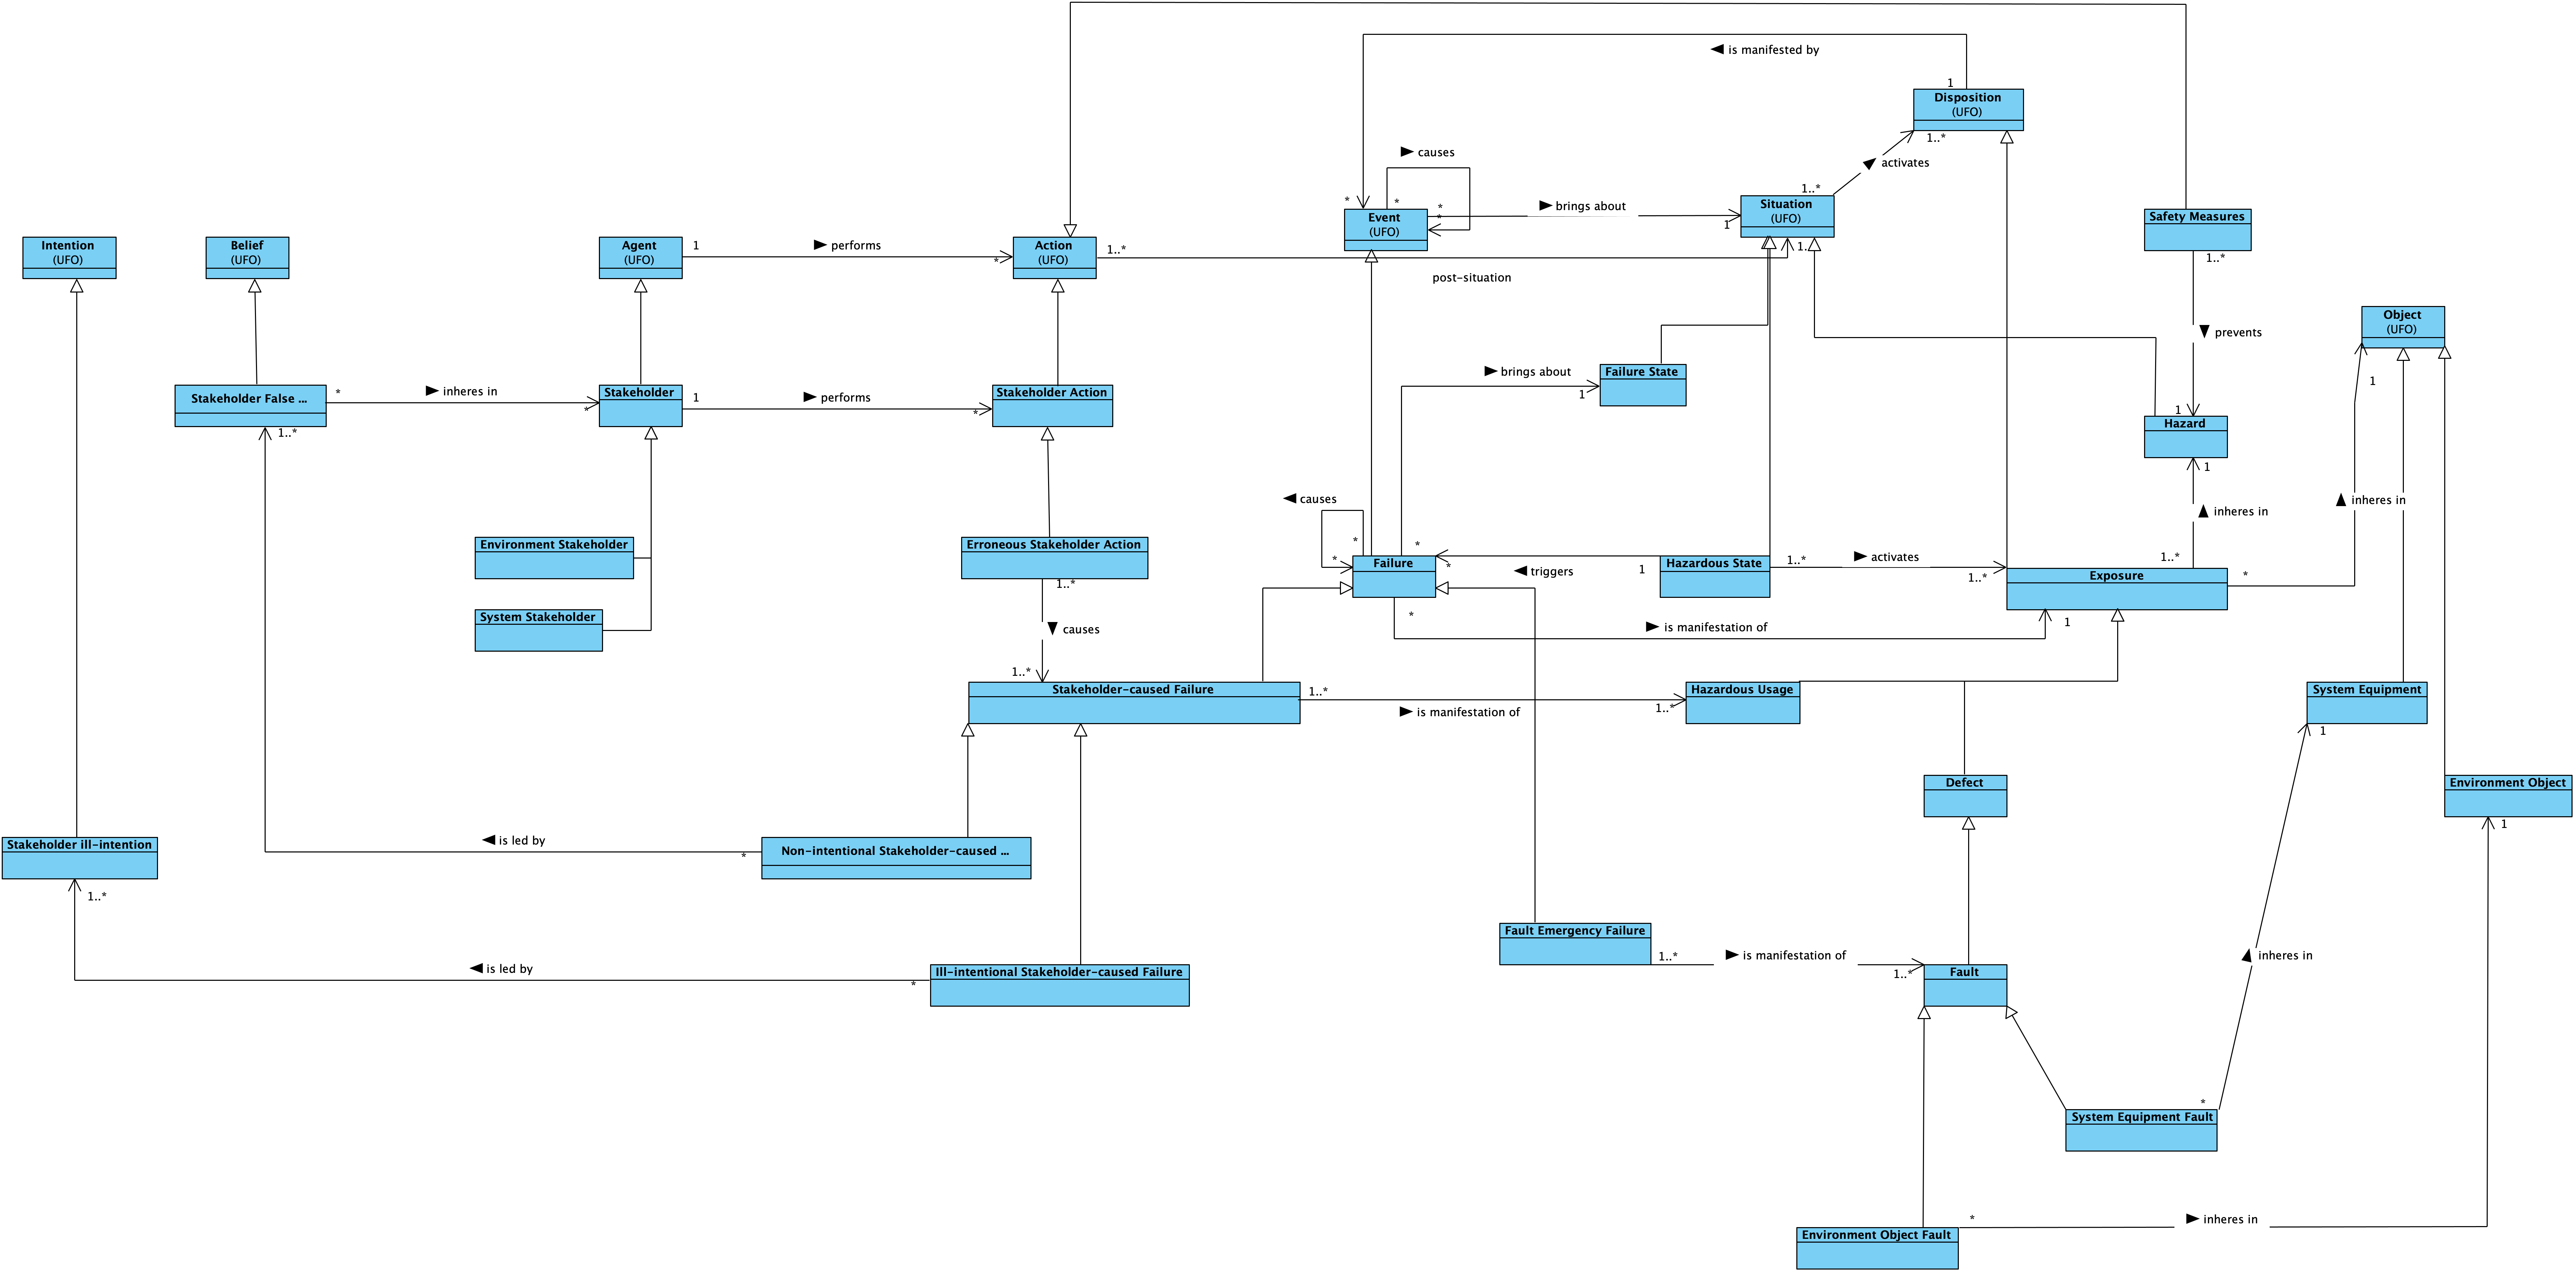 is manifested by
1
Disposition
(UFO)
1..*
causes
activates
1..*
*
*
*
*
brings about
1
Event
(UFO)
Situation
(UFO)
Safety Measures
1..*
Intention
(UFO)
Belief
(UFO)
Agent
(UFO)
1
performs
*
Action
(UFO)
1..*
1..
post-situation
Object
(UFO)
prevents
1
brings about
1
Failure State
1
Hazard
1
Stakeholder False ...
*
inheres in
*
Stakeholder
1
performs
*
Stakeholder Action
1..*
causes
inheres in
inheres in
Environment Stakeholder
Erroneous Stakeholder Action
1..*
*
*
*
Failure
*
triggers
1
Hazardous State
1..*
activates
1..*
1..*
Exposure
*
System Stakeholder
causes
*
is manifestation of
1
1..*
Stakeholder-caused Failure
1..*
is manifestation of
1..*
Hazardous Usage
System Equipment
1
Defect
Environment Object
1
Stakeholder ill-intention
is led by
*
Non-intentional Stakeholder-caused ...
1..*
Fault Emergency Failure
1..*
is manifestation of
1..*
Fault
inheres in
is led by
*
Ill-intentional Stakeholder-caused Failure
*
System Equipment Fault
*
inheres in
Environment Object Fault